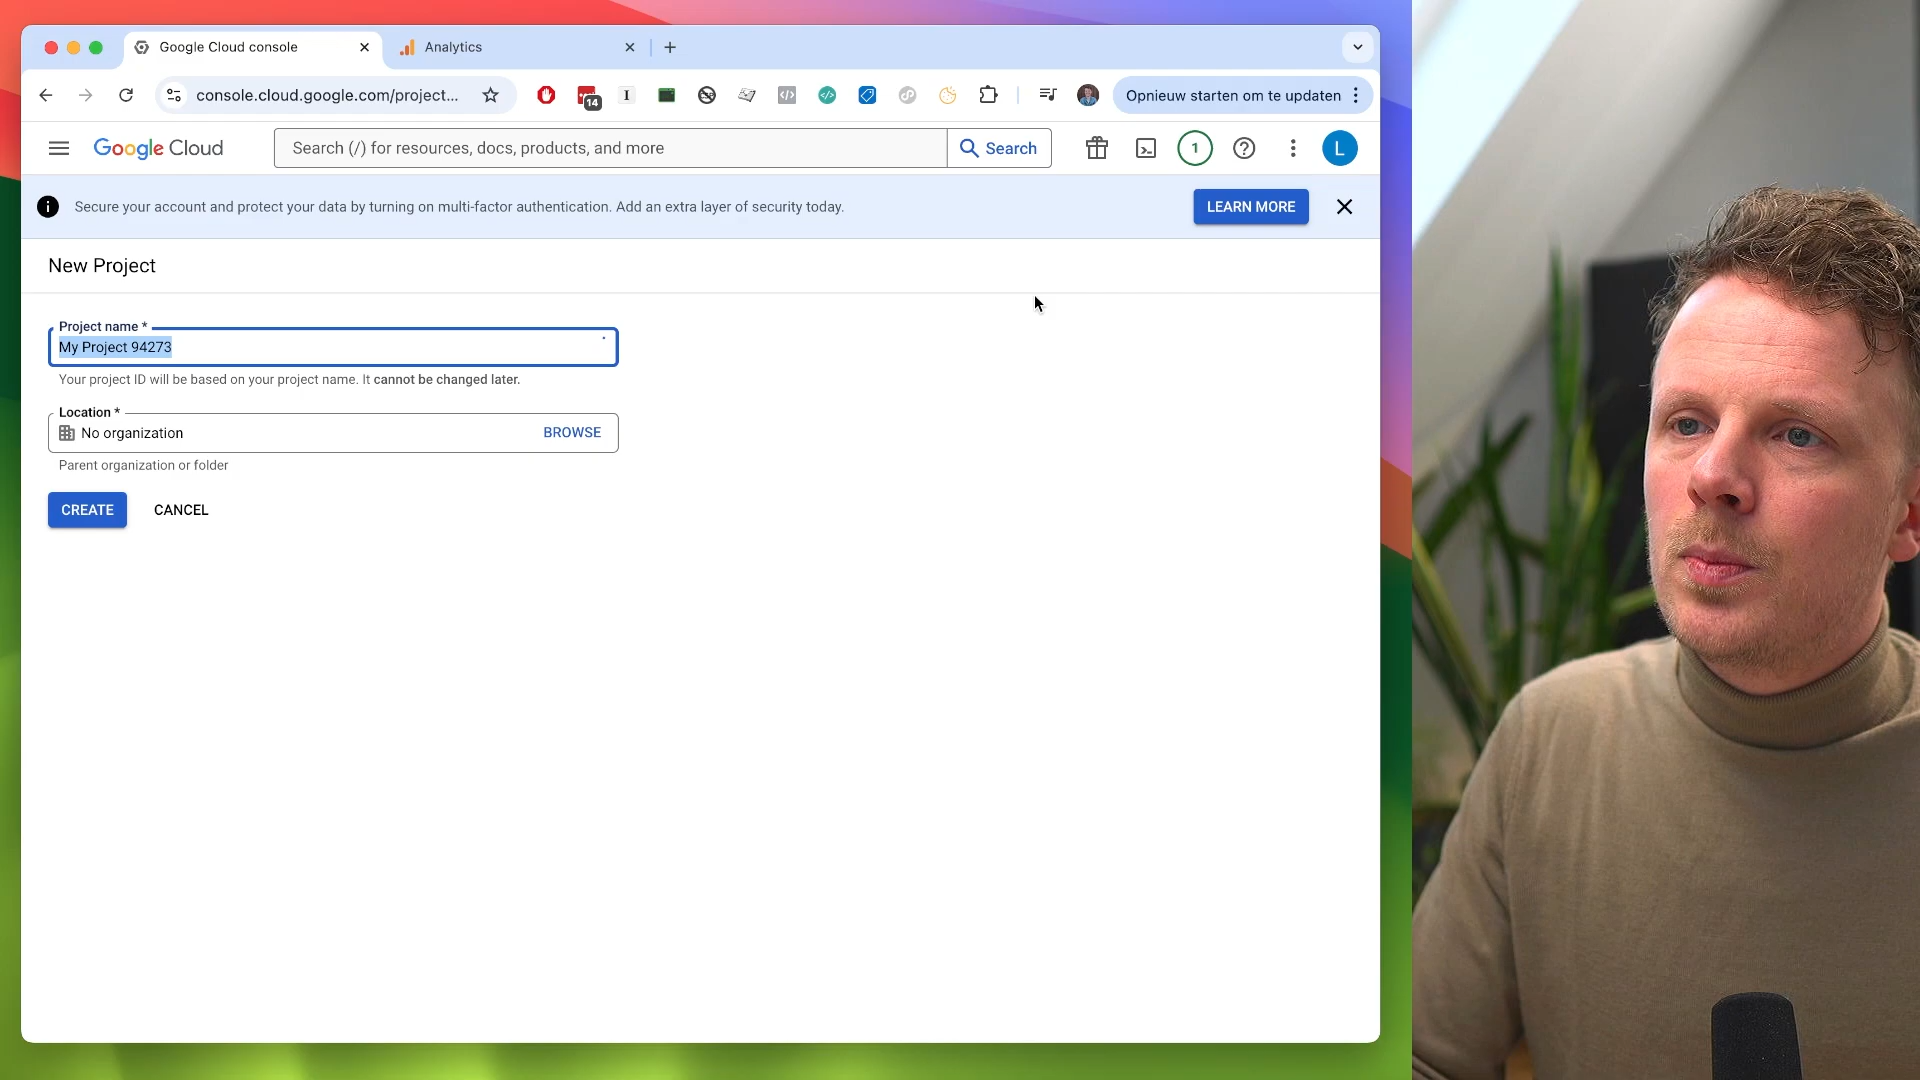 Google Cloud console
Analytics
console.cloud.google.com/project...
14
Opnieuw starten om te updaten
Google Cloud
Search (/) for resources, docs, products, and more
Search
1
L
Secure your account and protect your data by turning on multi-factor authentication. Add an extra layer of security today.
LEARN MORE
New Project
Project name *
My Project 94273
Your project ID will be based on your project name. It cannot be changed later.
Location *
No organization
BROWSE
Parent organization or folder
CREATE
CANCEL